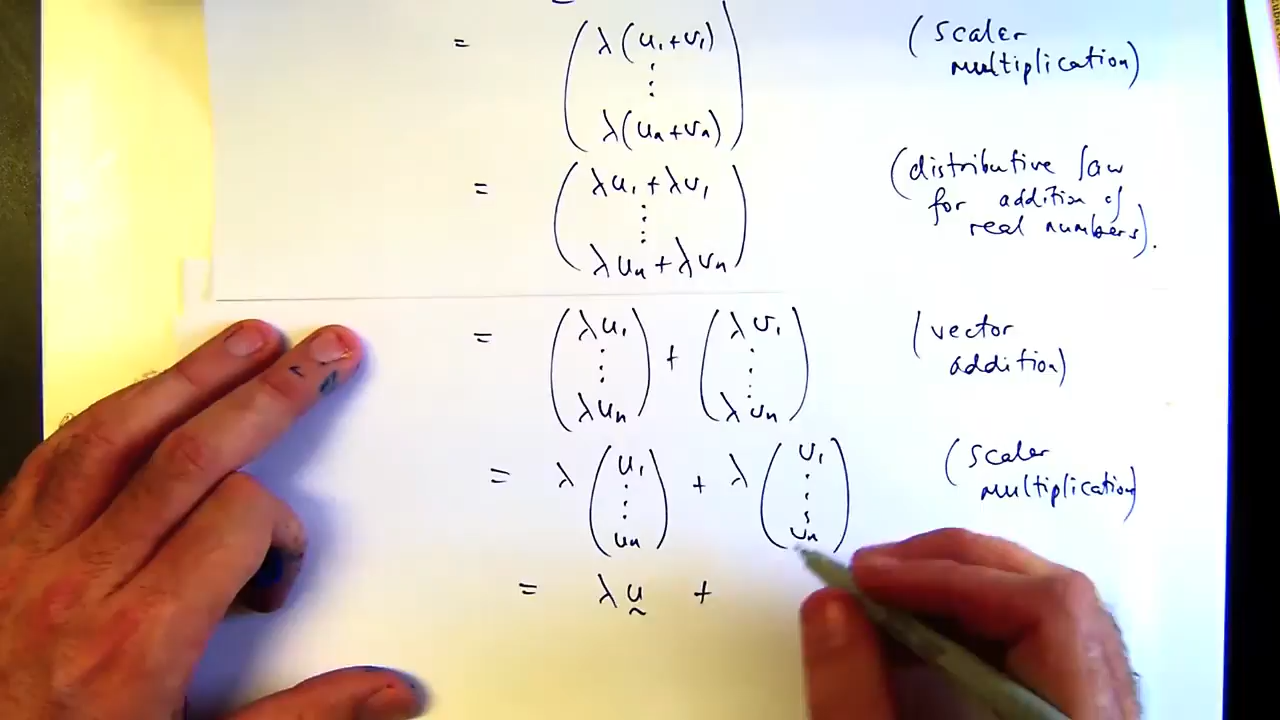 = ( λ(u₁+v₁) (scaler
⋮ multiplication)
λ(uₙ+vₙ) )
= ( λu₁ + λv₁ (distributive law
⋮ for addition of
λuₙ + λvₙ ) real numbers).
= ( λu₁ ⋮ λuₙ ) + ( λv₁ ⋮ λvₙ ) (vector
addition)
= λ ( u₁ ⋮ uₙ ) + λ ( v₁ ⋮ vₙ ) (scaler
multiplication)
= λṵ +